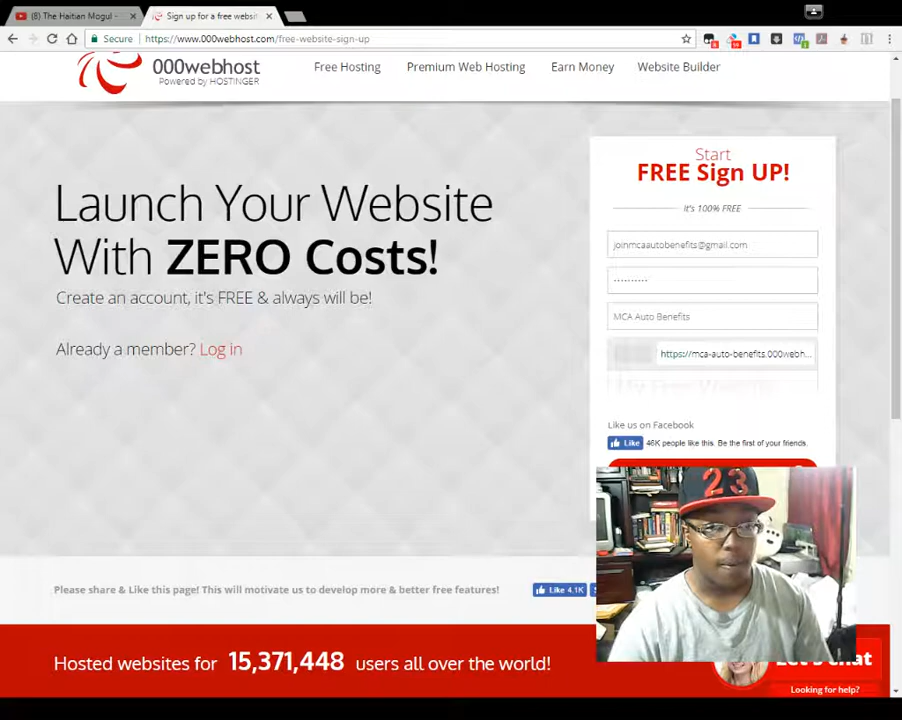 (8) The Haitian Mogul -
Sign up for a free websit
Secure https://www.000webhost.com/free-website-sign-up
000webhost
Powered by HOSTINGER
Free Hosting
Premium Web Hosting
Earn Money
Website Builder
Launch Your Website
With ZERO Costs!
Create an account, it's FREE & always will be!
Already a member? Log in
Start
FREE Sign UP!
it's 100% FREE
joinmcaautobenefits@gmail.com
MCA Auto Benefits
https://mca-auto-benefits.000webh...
Like us on Facebook
Like 46K people like this. Be the first of your friends.
23
Please share & Like this page! This will motivate us to develop more & better free features!
Like 4.1K
Hosted websites for 15,371,448 users all over the world!
Let's chat
Looking for help?